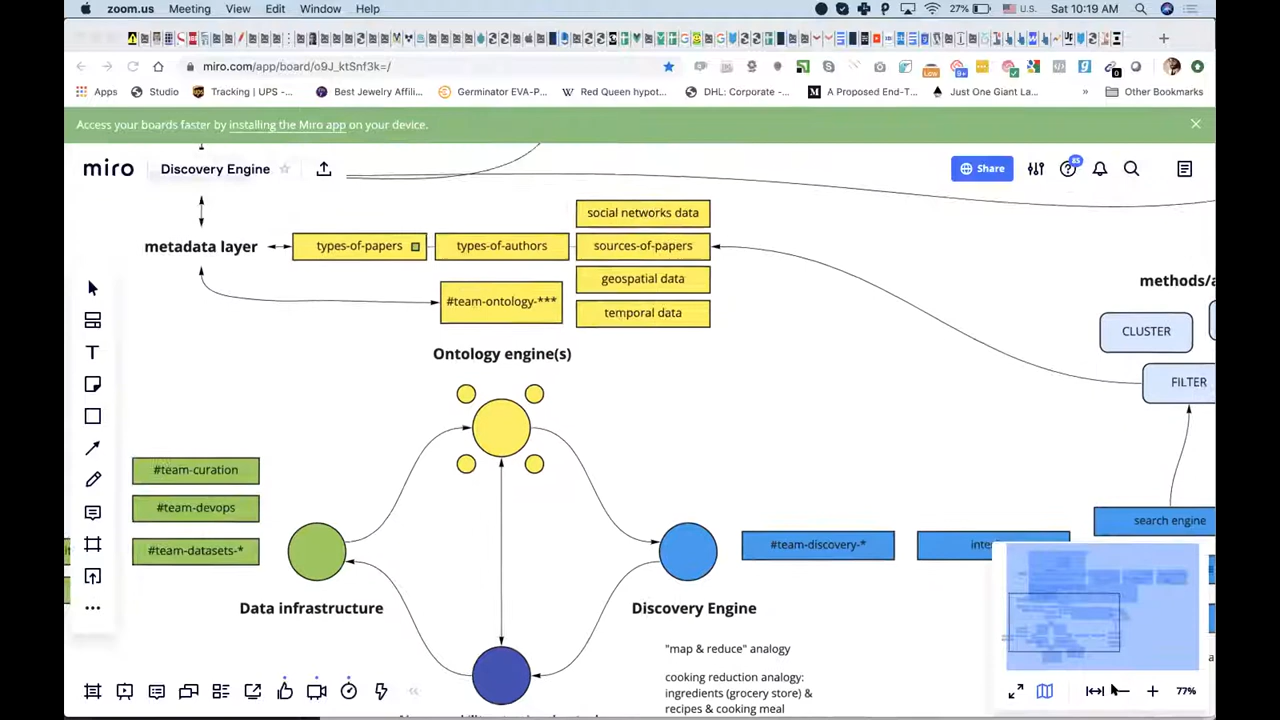 zoom.us Meeting View Edit Window Help 27% U.S. Sat 10:19 AM
miro.com/app/board/o9J_ktSnf3k=/
Low 9+ 0
Apps Studio Tracking | UPS -... Best Jewelry Affili... Germinator EVA-P... Red Queen hypot... DHL: Corporate -... A Proposed End-T... Just One Giant La... » Other Bookmarks
Access your boards faster by installing the Miro app on your device.
miro Discovery Engine Share 85
social networks data
metadata layer types-of-papers types-of-authors sources-of-papers
geospatial data
methods/a
#team-ontology-***
temporal data
CLUSTER
Ontology engine(s)
FILTER
#team-curation
#team-devops
search engine
#team-datasets-*
#team-discovery-*
Data infrastructure
Discovery Engine
"map & reduce" analogy
cooking reduction analogy:
ingredients (grocery store) &
recipes & cooking meal
77%